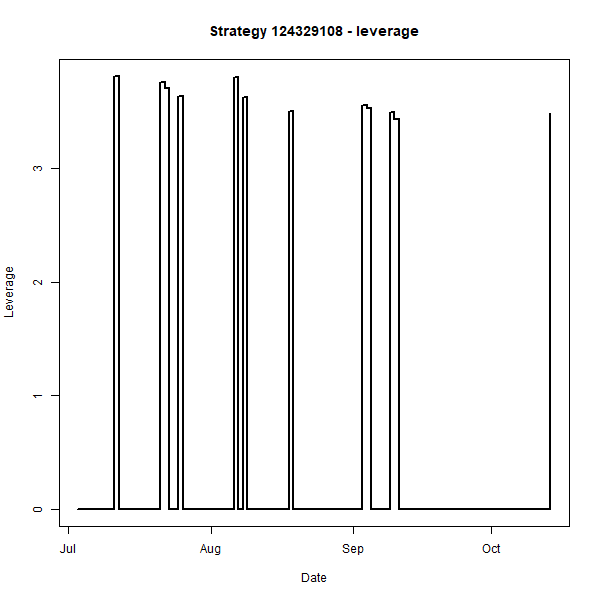 Strategy 124329108 - leverage
Leverage
3
2
1
0
Jul
Aug
Sep
Oct
Date